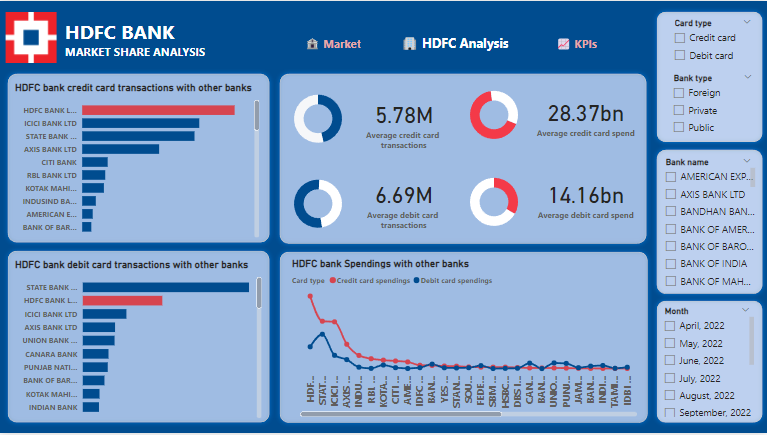 HDFC BANK
MARKET SHARE ANALYSIS
Market
HDFC Analysis
KPIs
HDFC bank credit card transactions with other banks
HDFC BANK L...
ICICI BANK LTD
STATE BANK ...
AXIS BANK LTD
CITI BANK
RBL BANK LTD
KOTAK MAHI...
INDUSIND BA...
AMERICAN E...
BANK OF BAR...
5.78M
Average credit card
transactions
28.37bn
Average credit card spend
6.69M
Average debit card
transactions
14.16bn
Average debit card spend
HDFC bank debit card transactions with other banks
STATE BANK ...
HDFC BANK L...
ICICI BANK LTD
AXIS BANK LTD
UNION BANK ...
CANARA BANK
PUNJAB NATI...
BANK OF BAR...
KOTAK MAHI...
INDIAN BANK
HDFC bank Spendings with other banks
Card type
Credit card spendings
Debit card spendings
HDF...
STAT...
ICICI ...
AXIS ...
INDU...
RBL ...
KOTA...
CITI ...
AME...
IDFC ...
BAN...
YES ...
STAN...
SOU...
FEDE...
SBM ...
HSBC...
DBS I...
CAN...
BAN...
UNIO...
PUNJ...
JAM...
BAN...
INDI...
TAMI...
IDBI ...
Card type
Credit card
Debit card
Bank type
Foreign
Private
Public
Bank name
AMERICAN EXP...
AXIS BANK LTD
BANDHAN BAN...
BANK OF AMER...
BANK OF BARO...
BANK OF INDIA
BANK OF MAH...
Month
April, 2022
May, 2022
June, 2022
July, 2022
August, 2022
September, 2022